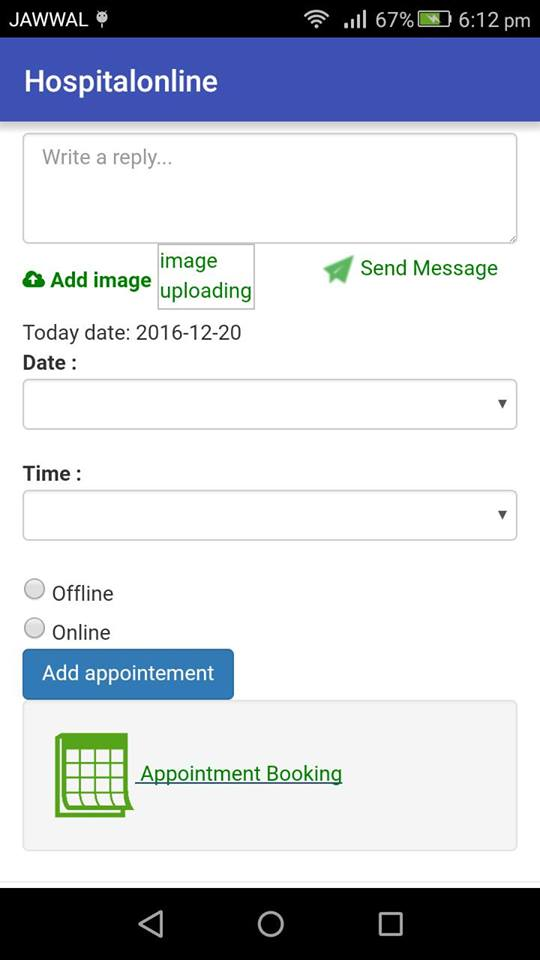 JAWWAL 67% 6:12 pm
Hospitalonline
Write a reply...
Add image image uploading Send Message
Today date: 2016-12-20
Date :
Time :
Offline
Online
Add appointement
Appointment Booking